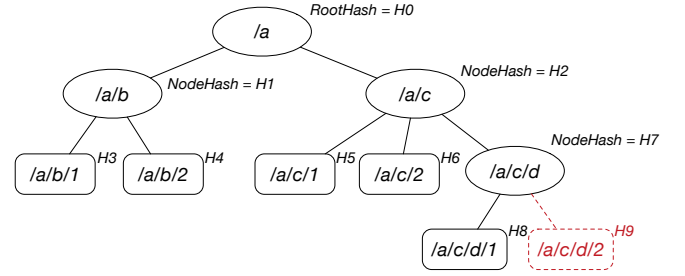 RootHash = H0
/a
NodeHash = H1
NodeHash = H2
/a/b
/a/c
NodeHash = H7
H3
H4
H5
H6
/a/b/1
/a/b/2
/a/c/1
/a/c/2
/a/c/d
H8
H9
/a/c/d/1
/a/c/d/2